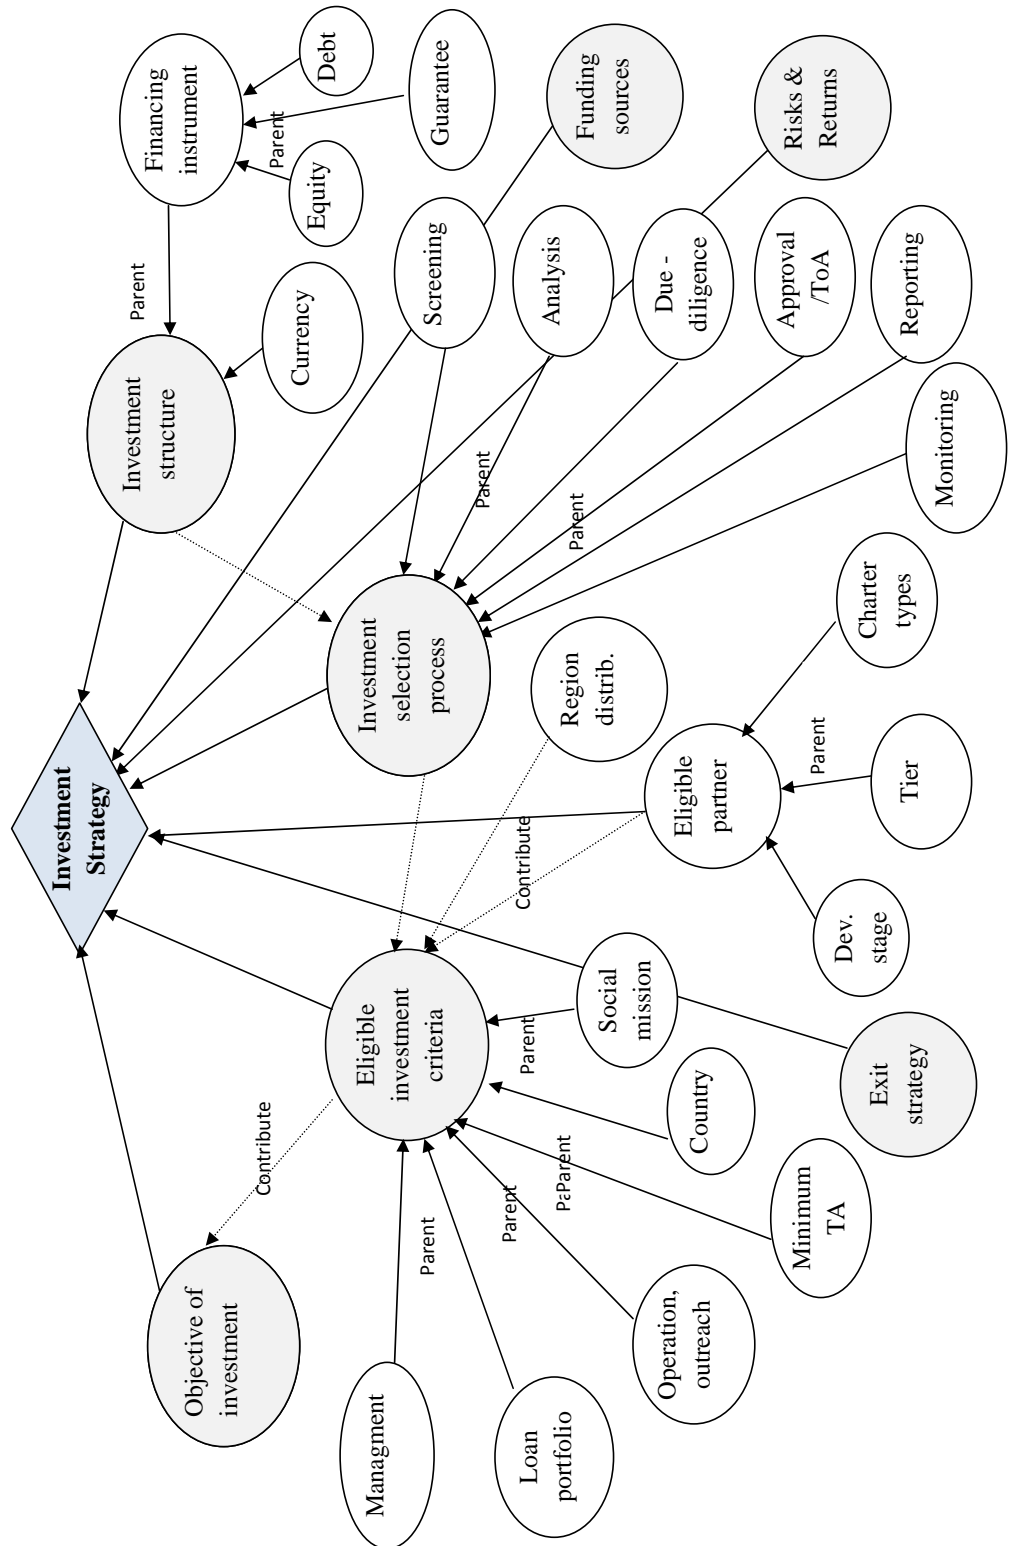 Investment
Strategy
Objective of
investment
Investment
structure
Parent
Financing
instrument
Contribute
Parent
Equity
Debt
Currency
Managment
Parent
Eligible
investment
criteria
Investment
selection
process
Screening
Guarantee
Loan
portfolio
Parent
Parent
Contribute
Parent
Analysis
PaParent
Region
distrib.
Parent
Funding
sources
Operation,
outreach
Country
Social
mission
Eligible
partner
Due -
diligence
Minimum
TA
Parent
Approval
/ToA
Risks &
Returns
Exit
strategy
Dev.
stage
Tier
Charter
types
Reporting
Monitoring